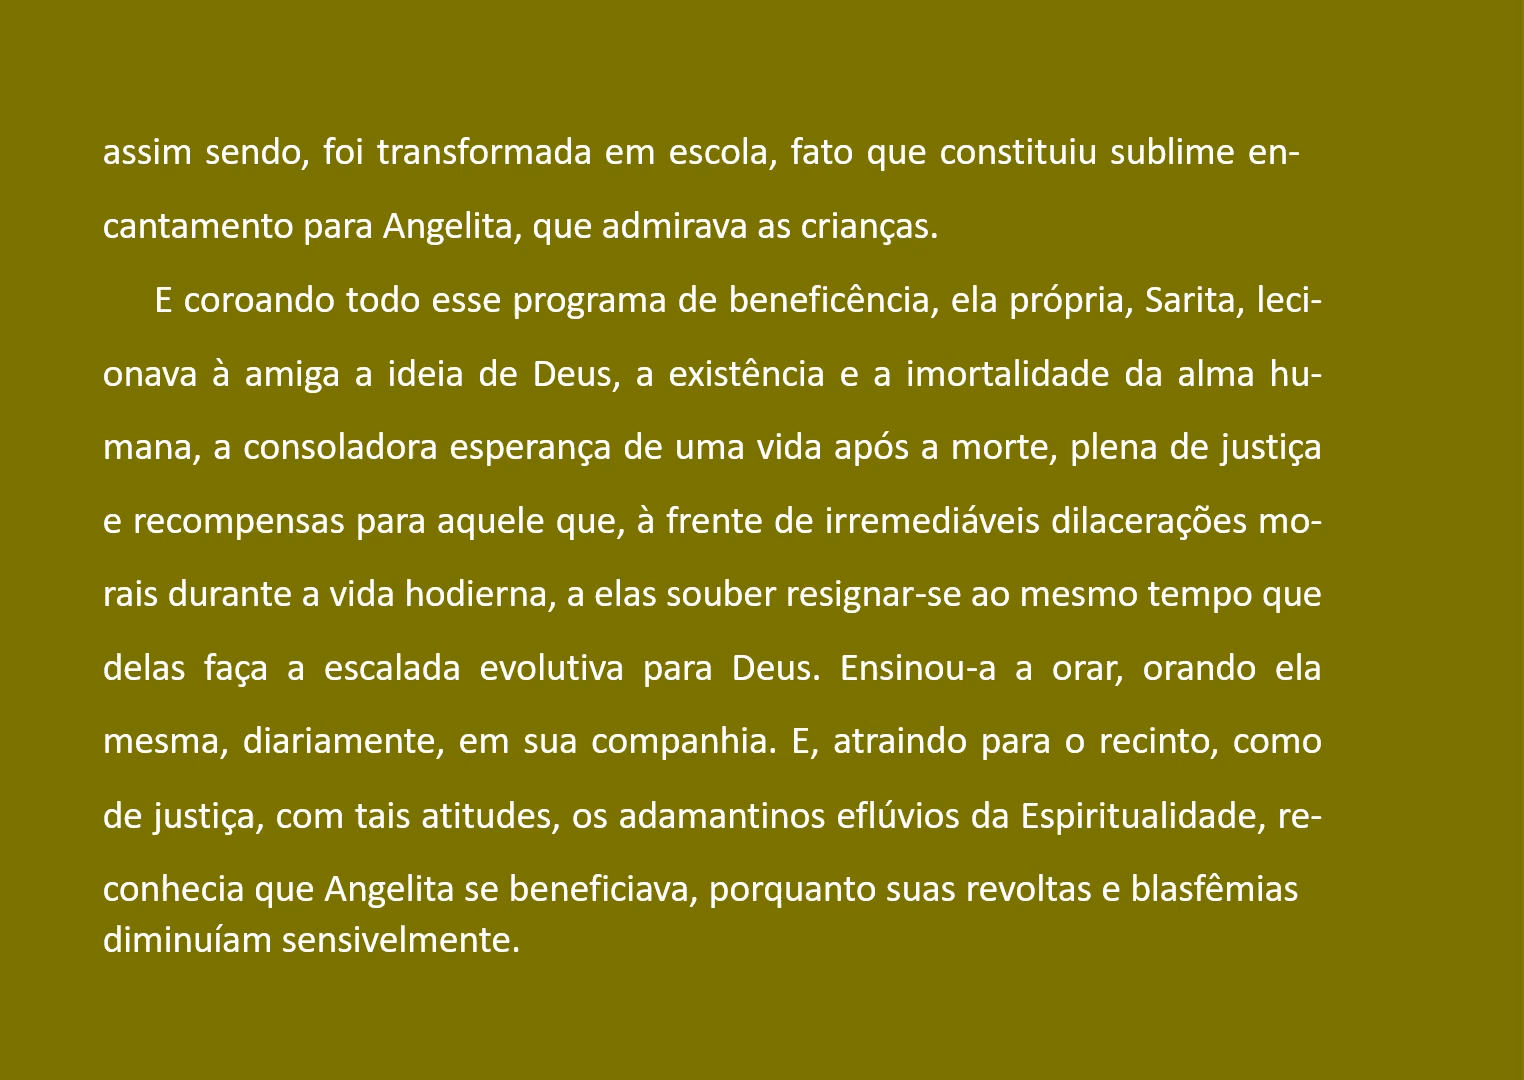 assim sendo, foi transformada em escola, fato que constituiu sublime en-
cantamento para Angelita, que admirava as crianças.
E coroando todo esse programa de beneficência, ela própria, Sarita, leci-
onava à amiga a ideia de Deus, a existência e a imortalidade da alma hu-
mana, a consoladora esperança de uma vida após a morte, plena de justiça
e recompensas para aquele que, à frente de irremediáveis dilacerações mo-
rais durante a vida hodierna, a elas souber resignar-se ao mesmo tempo que
delas faça a escalada evolutiva para Deus. Ensinou-a a orar, orando ela
mesma, diariamente, em sua companhia. E, atraindo para o recinto, como
de justiça, com tais atitudes, os adamantinos eflúvios da Espiritualidade, re-
conhecia que Angelita se beneficiava, porquanto suas revoltas e blasfêmias
diminuíam sensivelmente.